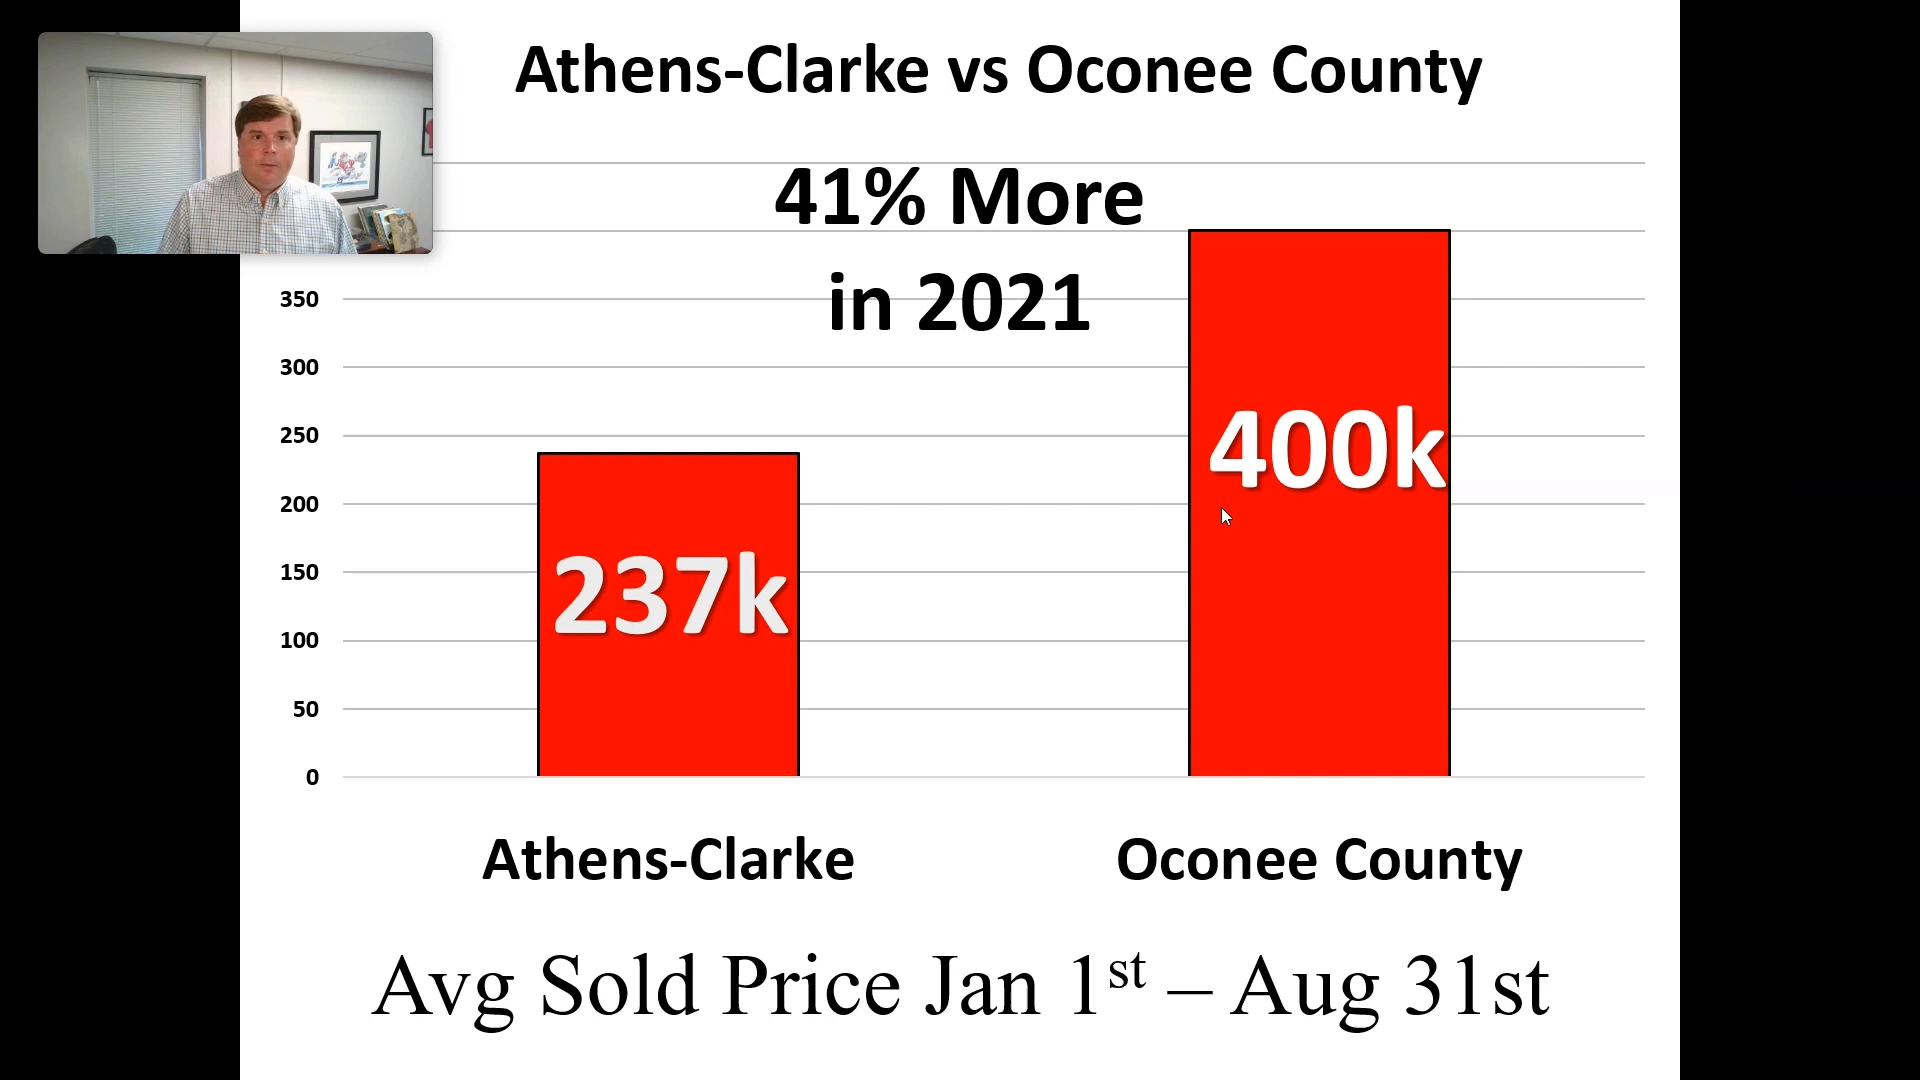 Athens-Clarke vs Oconee County
41% More
in 2021
350
300
250
200
150
100
50
0
237k
400k
Athens-Clarke
Oconee County
Avg Sold Price Jan 1st – Aug 31st